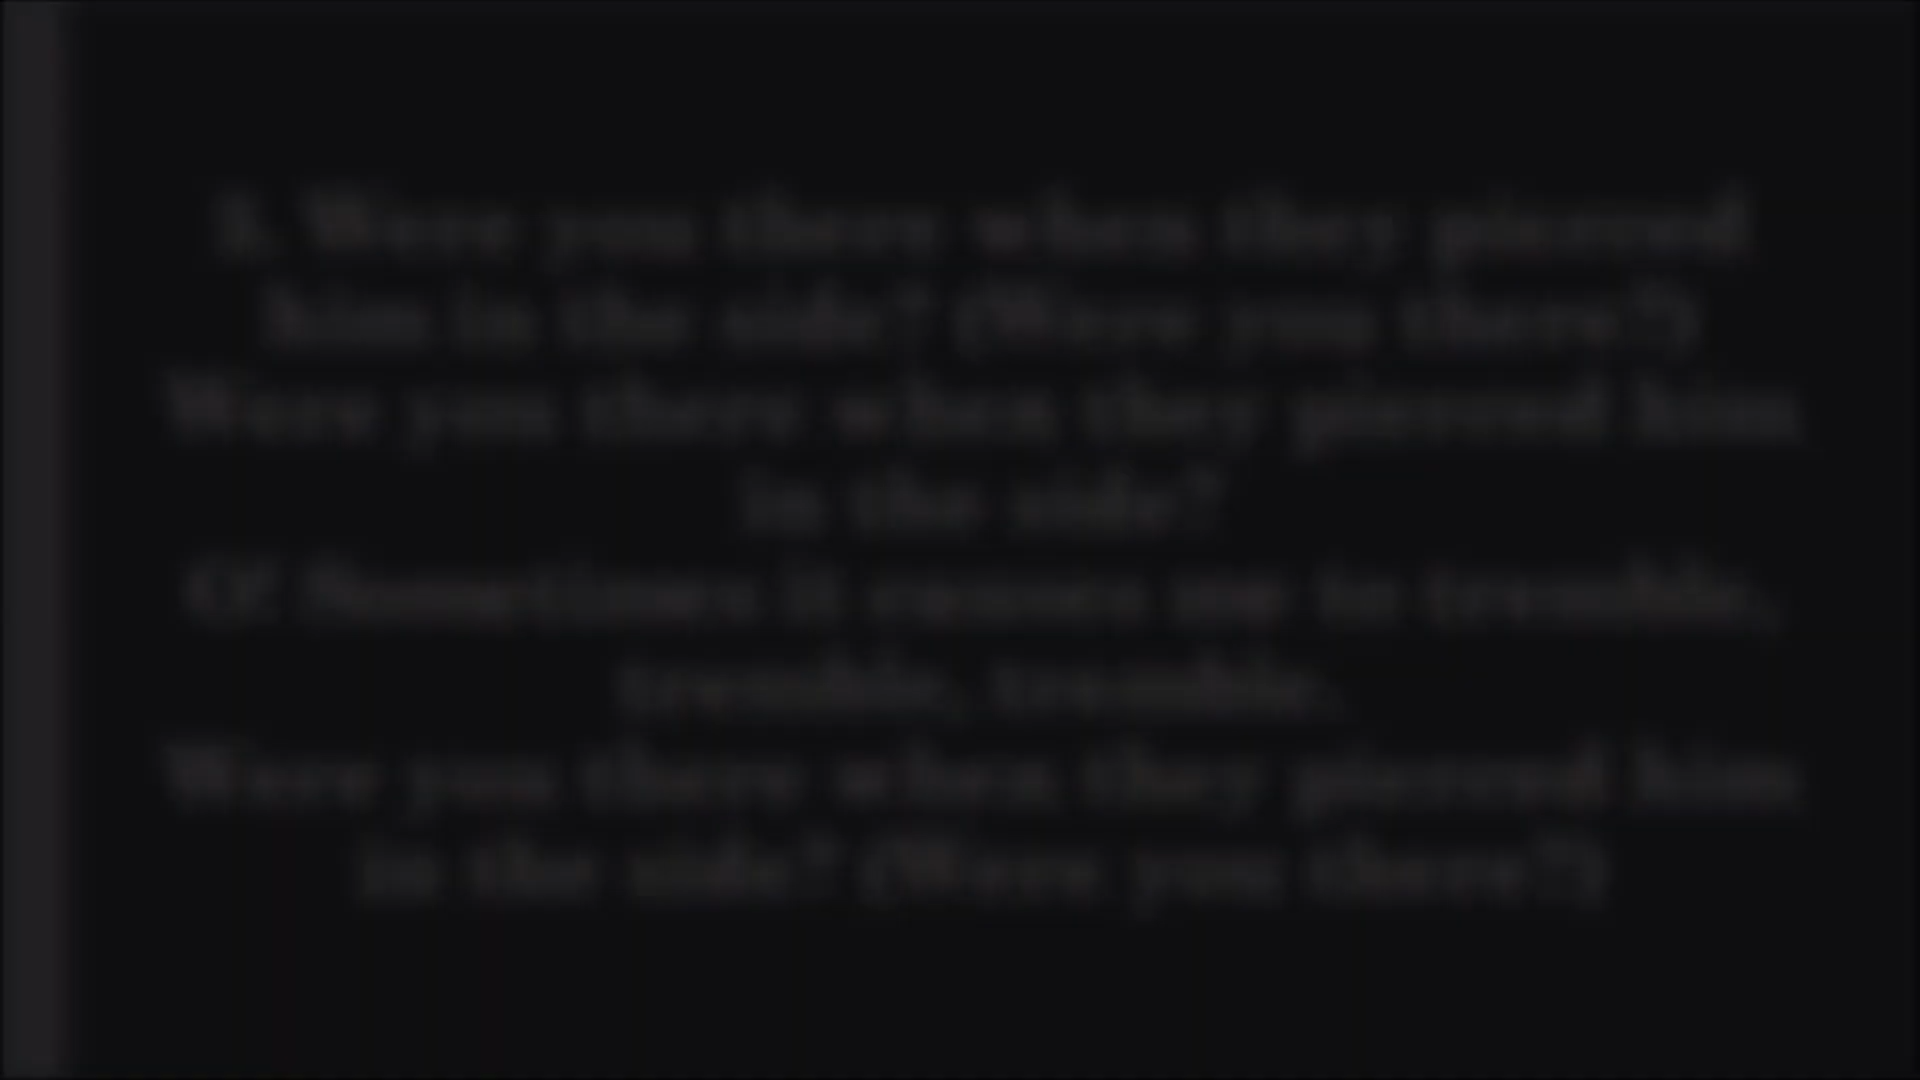 3. Were you there when they pierced
him in the side? (Were you there?)
Were you there when they pierced him
in the side?
O! Sometimes it causes me to tremble,
tremble, tremble.
Were you there when they pierced him
in the side? (Were you there?)